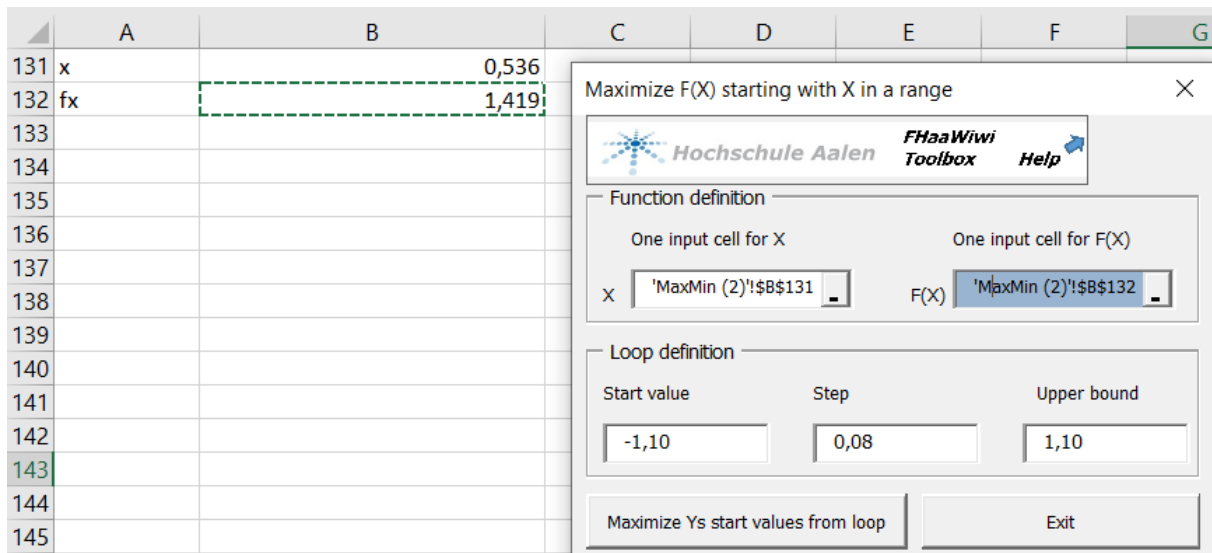 A B C D E F G
131 x 0,536
132 fx 1,419
133
134
135
136
137
138
139
140
141
142
143
144
145
Maximize F(X) starting with X in a range
Hochschule Aalen FHaaWiwi Toolbox Help
Function definition
One input cell for X One input cell for F(X)
X 'MaxMin (2)'!$B$131 F(X) 'MaxMin (2)'!$B$132
Loop definition
Start value Step Upper bound
-1,10 0,08 1,10
Maximize Ys start values from loop Exit